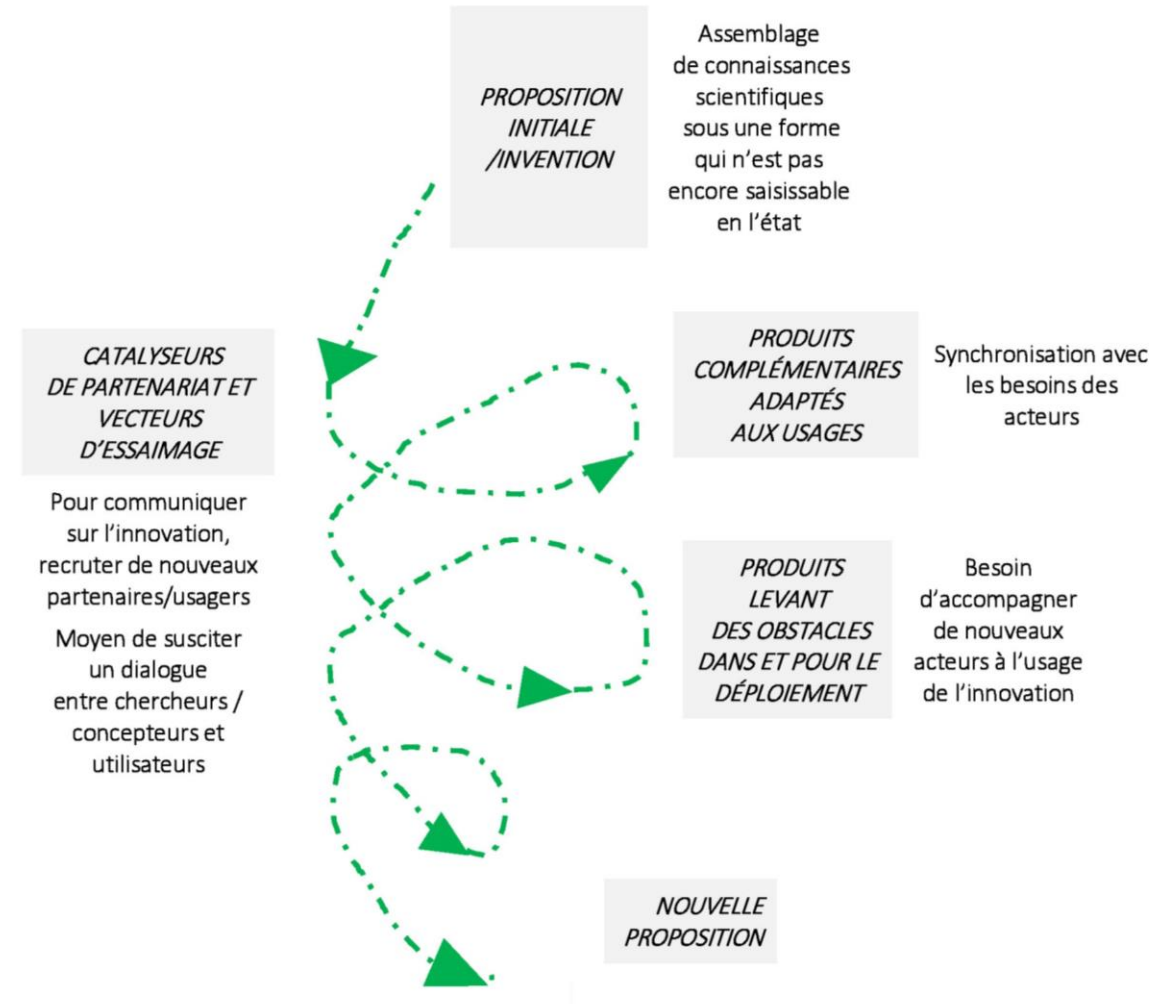 PROPOSITION
INITIALE
/INVENTION
Assemblage
de connaissances
scientifiques
sous une forme
qui n'est pas
encore saisissable
en l'état
CATALYSEURS
DE PARTENARIAT ET
VECTEURS
D'ESSAIMAGE
Pour communiquer
sur l'innovation,
recruter de nouveaux
partenaires/usagers
Moyen de susciter
un dialogue
entre chercheurs /
concepteurs et
utilisateurs
PRODUITS
COMPLÉMENTAIRES
ADAPTÉS
AUX USAGES
Synchronisation avec
les besoins des
acteurs
PRODUITS
LEVANT
DES OBSTACLES
DANS ET POUR LE
DÉPLOIEMENT
Besoin
d'accompagner
de nouveaux
acteurs à l'usage
de l'innovation
NOUVELLE
PROPOSITION